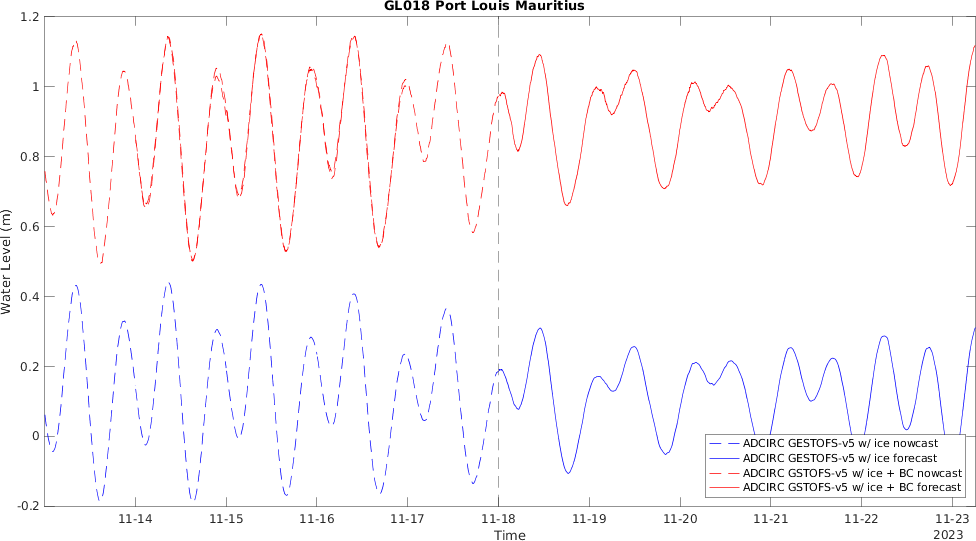 GL018 Port Louis Mauritius
1.2
1
0.8
0.6
0.4
0.2
0
-0.2
Water Level (m)
11-14 11-15 11-16 11-17 11-18 11-19 11-20 11-21 11-22 11-23
Time
2023
ADCIRC GESTOFS-v5 w/ ice nowcast
ADCIRC GESTOFS-v5 w/ ice forecast
ADCIRC GSTOFS-v5 w/ ice + BC nowcast
ADCIRC GSTOFS-v5 w/ ice + BC forecast